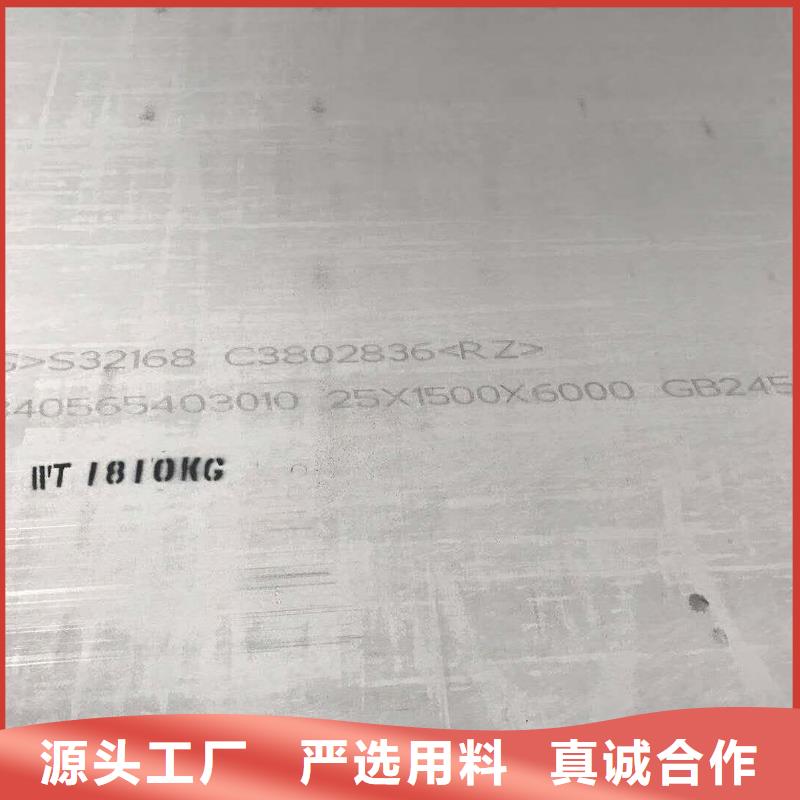 G>S32168 C3802836<RZ>
240565403010 25X1500X6000 GB245
WT 1810KG
源头工厂 严选用料 真诚合作